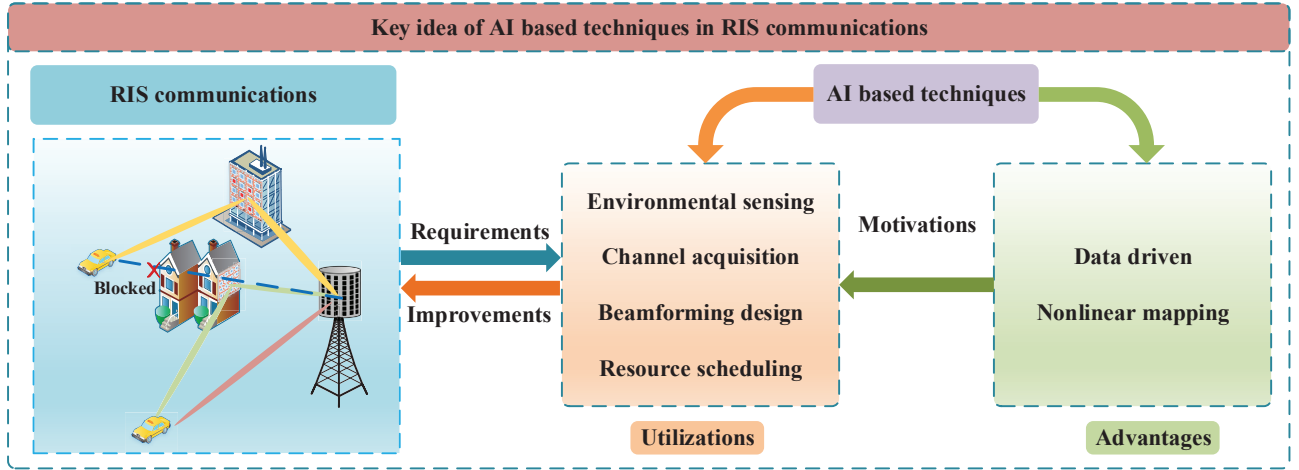 Key idea of AI based techniques in RIS communications
RIS communications
AI based techniques
Blocked
Requirements
Improvements
Environmental sensing
Channel acquisition
Beamforming design
Resource scheduling
Utilizations
Motivations
Data driven
Nonlinear mapping
Advantages